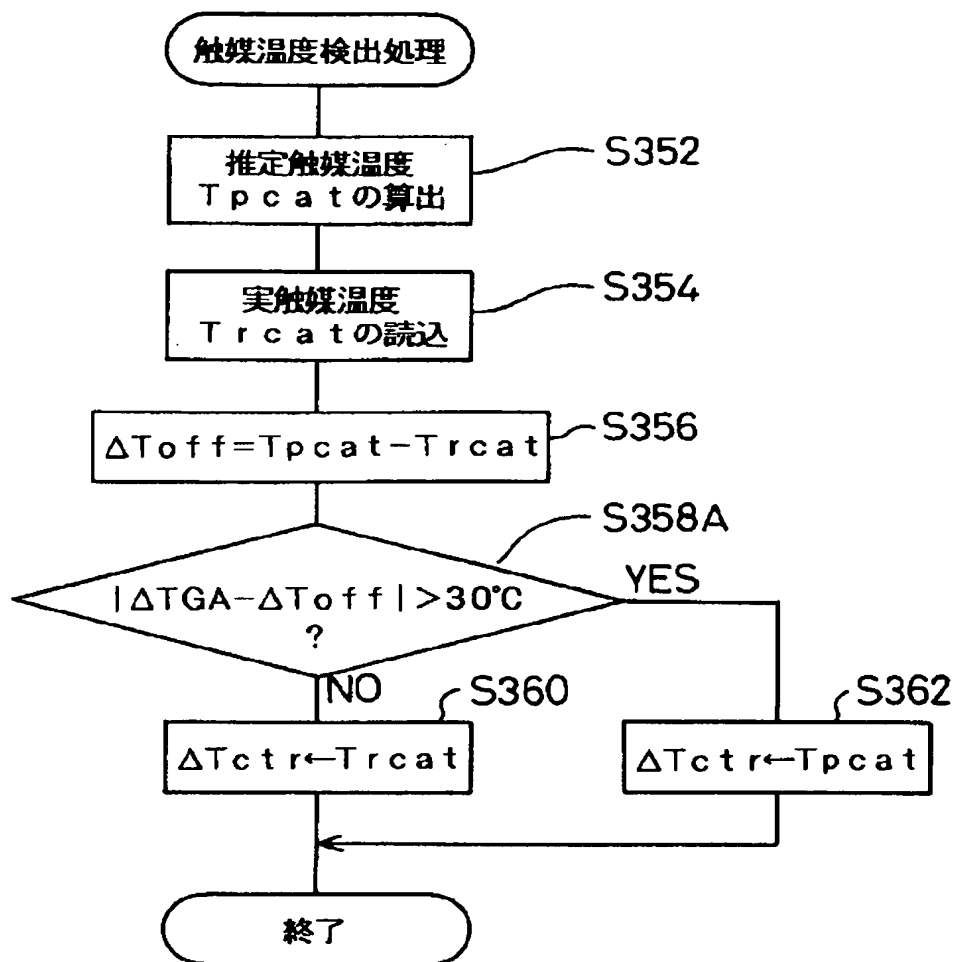 触媒温度検出処理
推定触媒温度
Tpcatの算出
S352
実触媒温度
Trcatの読込
S354
ΔToff=Tpcat-Trcat
S356
S358A
|ΔTGA-ΔToff|>30℃
?
YES
NO
S360
ΔTctr←Trcat
S362
ΔTctr←Tpcat
終了